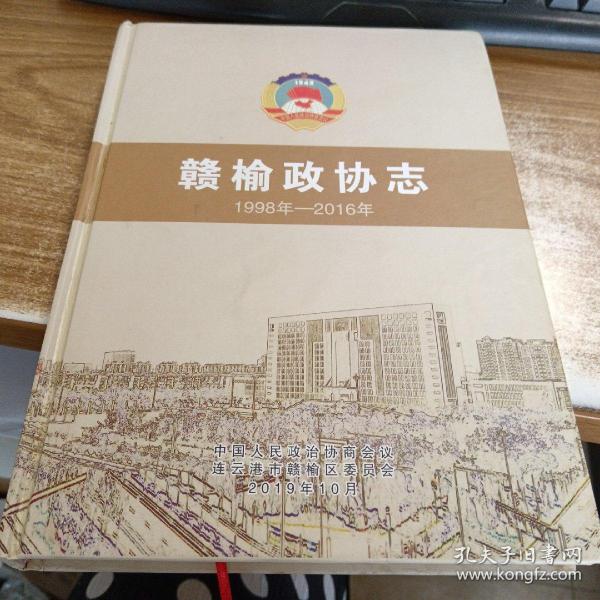 1949
赣榆政协志
1998年—2016年
中国人民政治协商会议
连云港市赣榆区委员会
2019年10月
孔夫子旧书网
www.kongfz.com